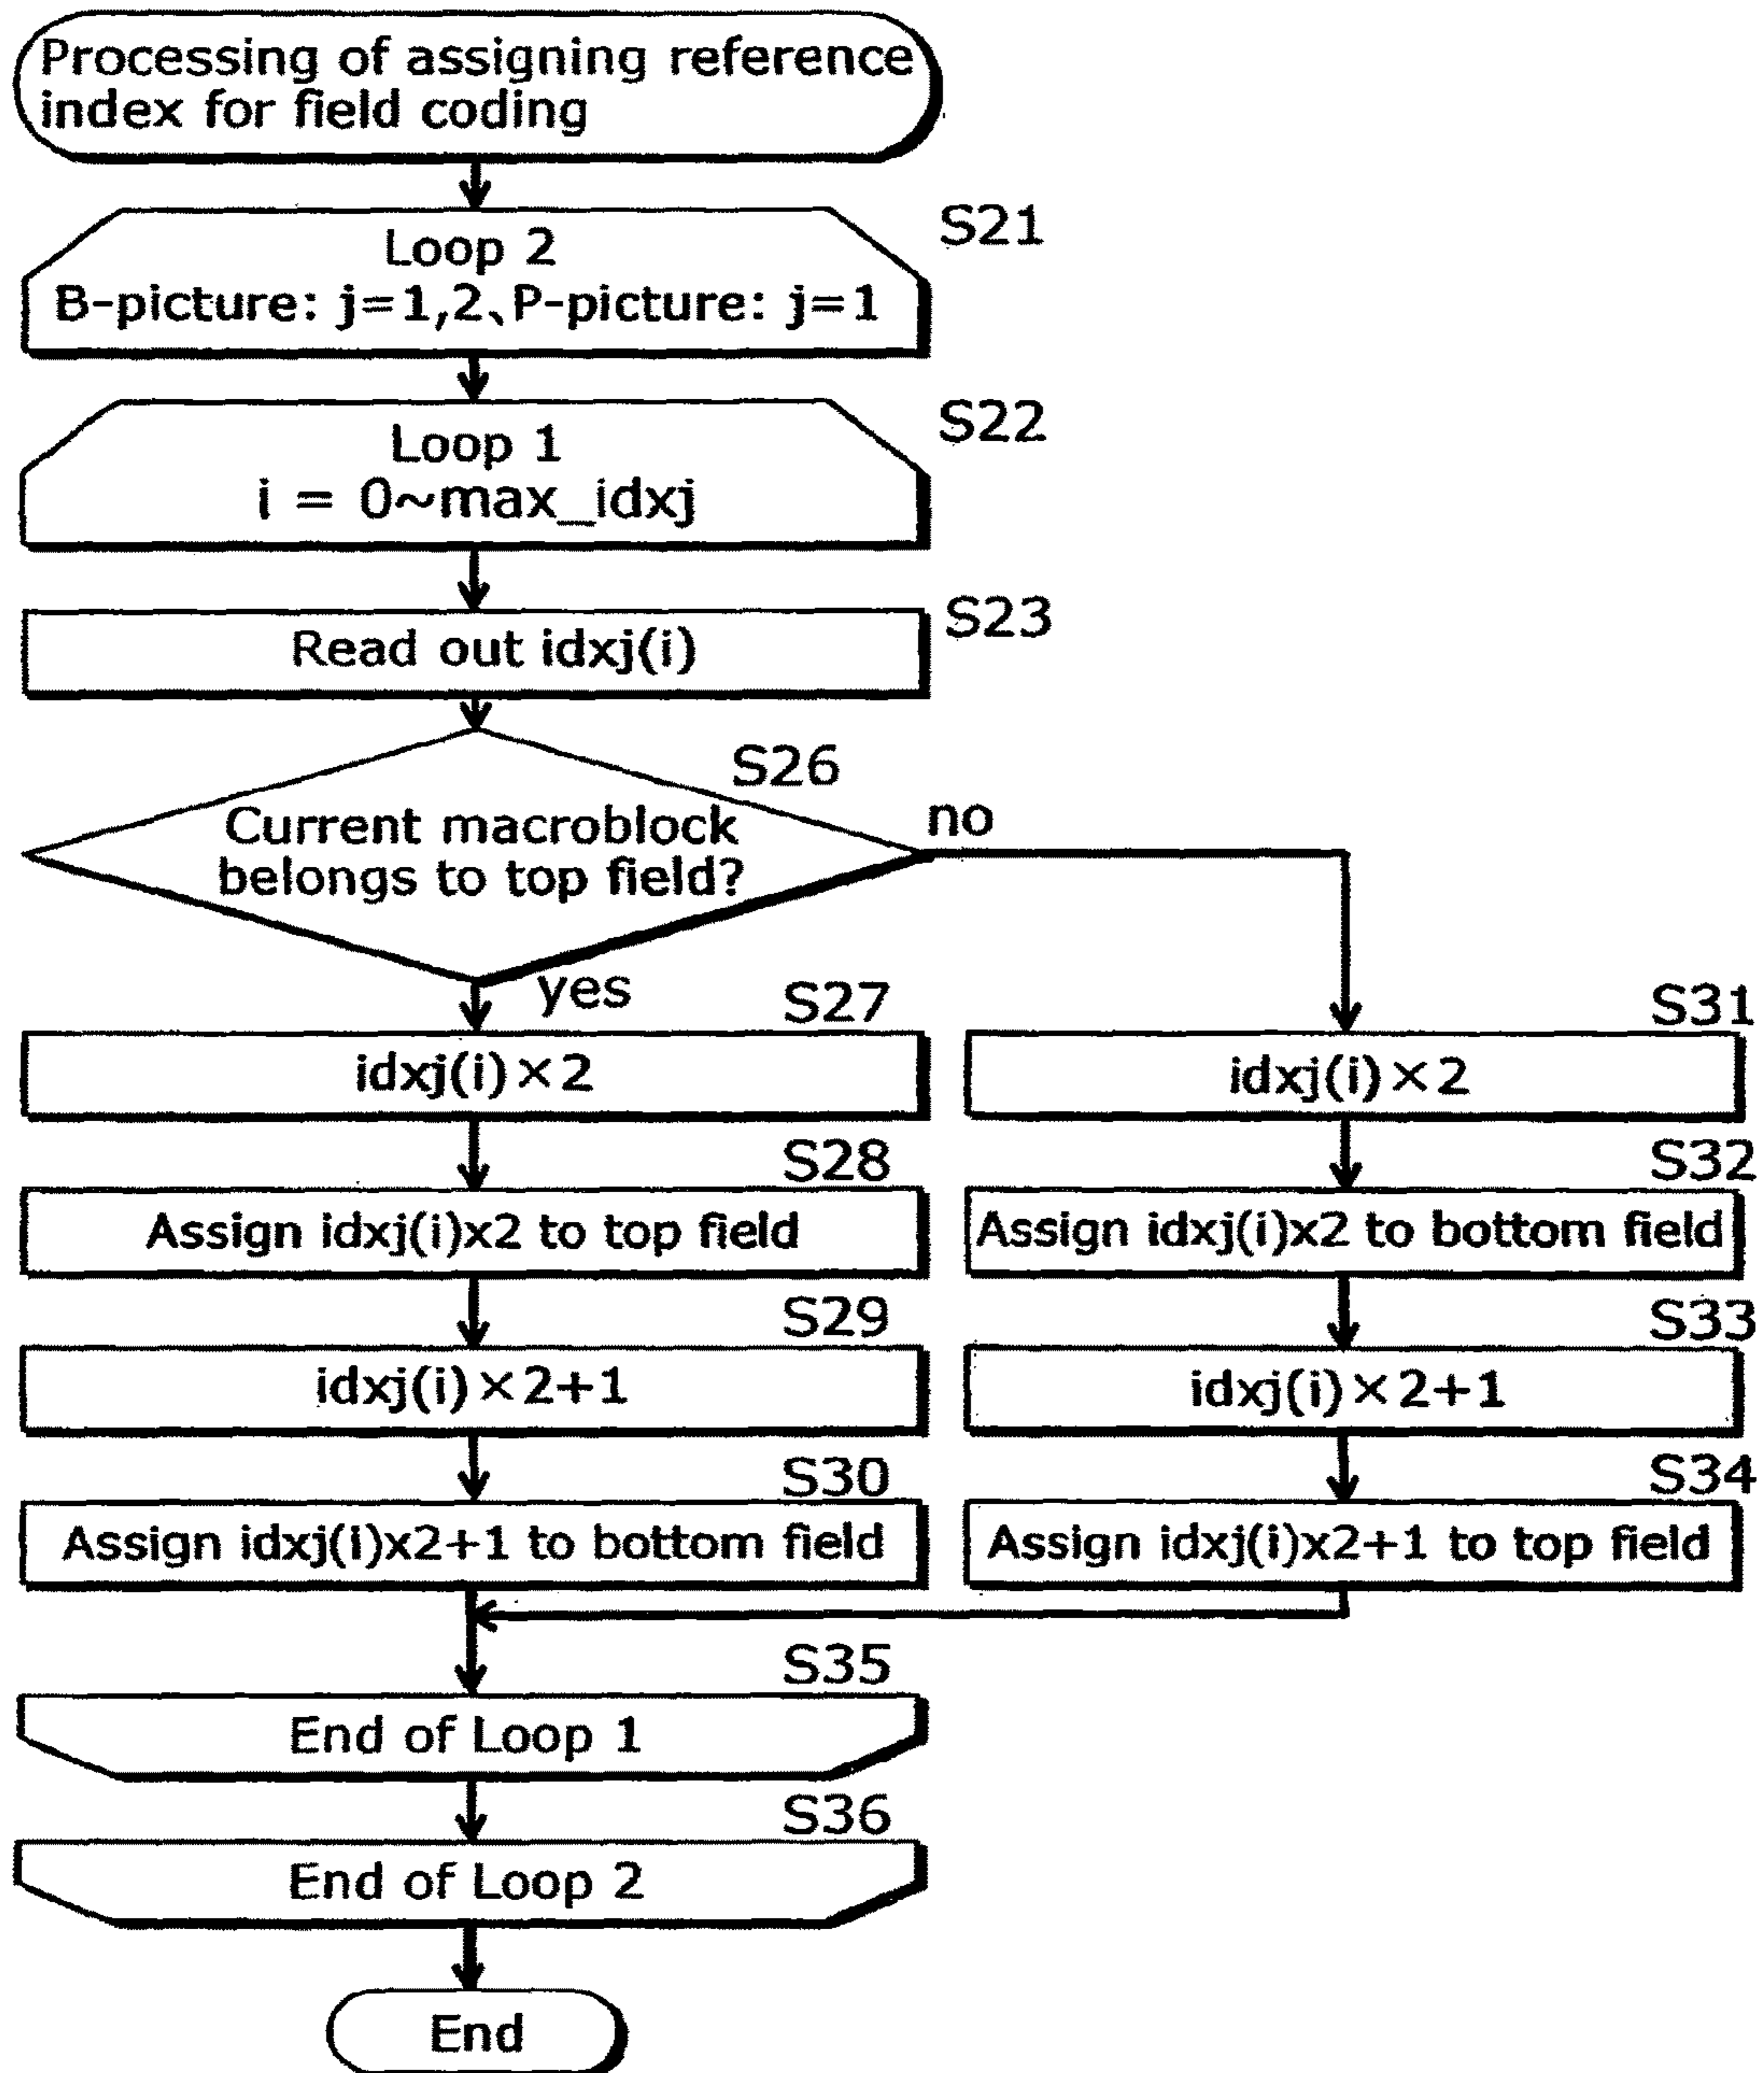 Processing of assigning reference
index for field coding
S21
Loop 2
B-picture: j=1,2、P-picture: j=1
S22
Loop 1
i = 0~max_idxj
S23
Read out idxj(i)
S26
Current macroblock
belongs to top field?
no
yes
S27
idxj(i)×2
S31
idxj(i)×2
S28
Assign idxj(i)x2 to top field
S32
Assign idxj(i)x2 to bottom field
S29
idxj(i)×2+1
S33
idxj(i)×2+1
S30
Assign idxj(i)x2+1 to bottom field
S34
Assign idxj(i)x2+1 to top field
S35
End of Loop 1
S36
End of Loop 2
End